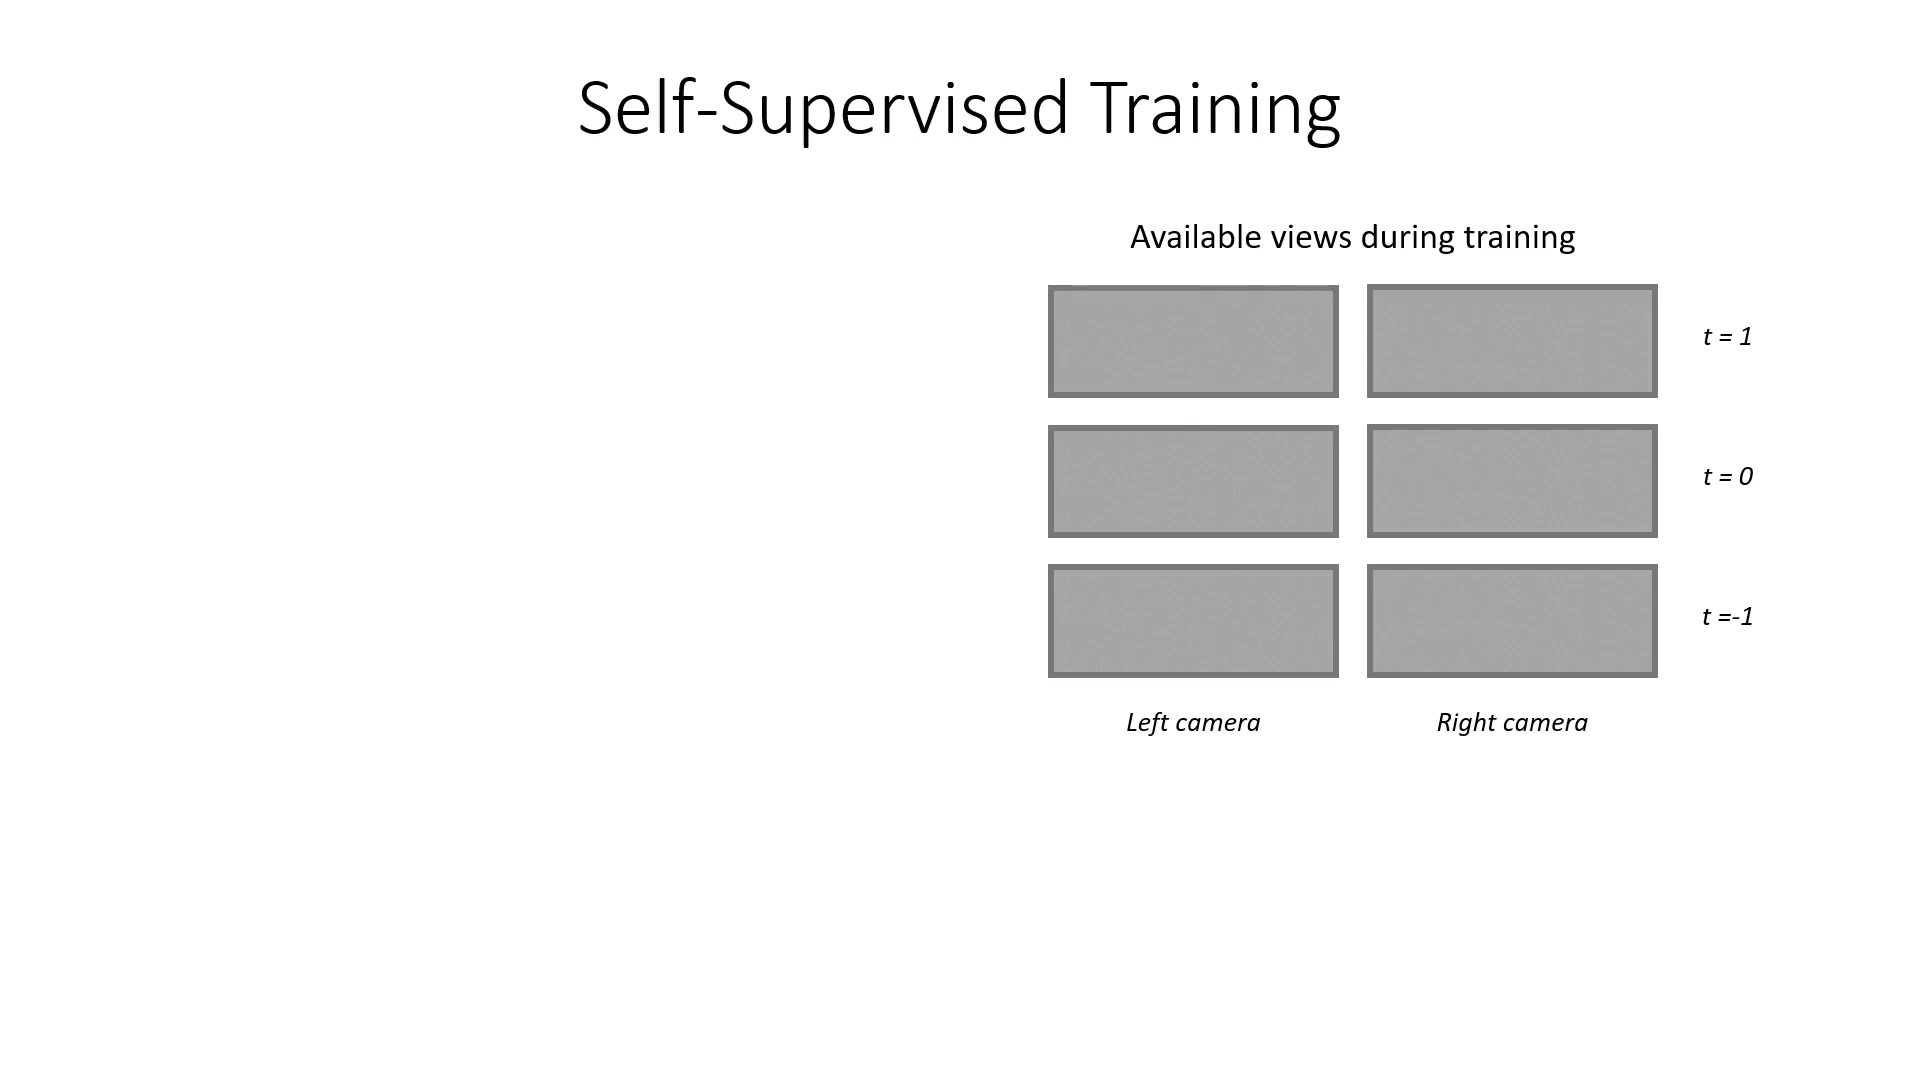 Self-Supervised Training
Available views during training
t = 1
t = 0
t =-1
Left camera
Right camera